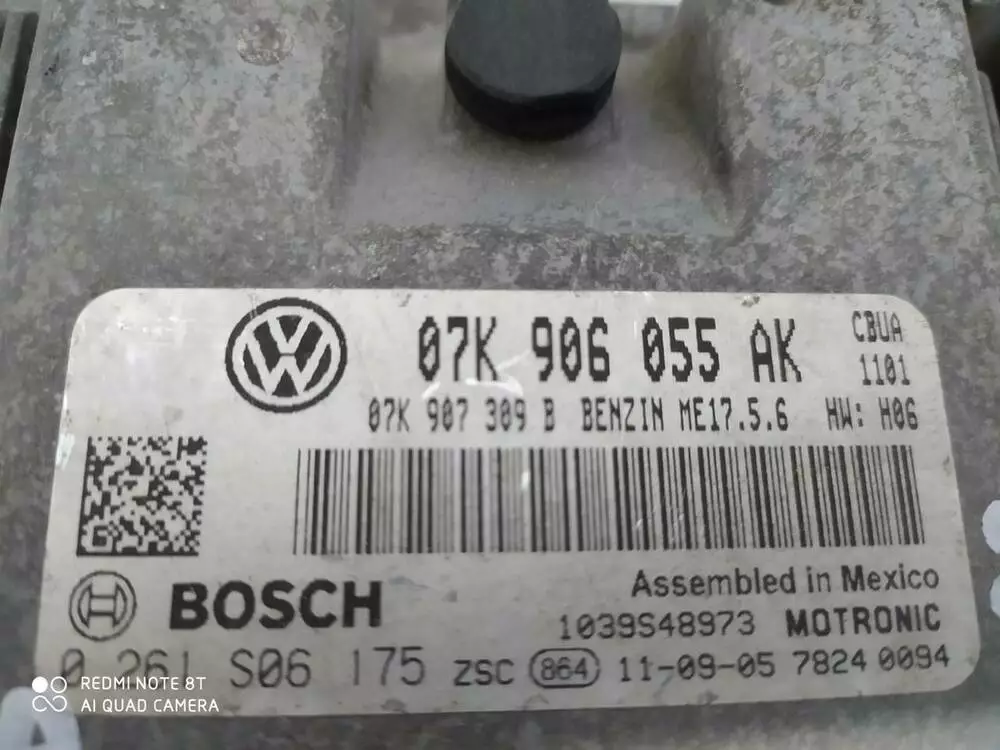 07K 906 055 AK
CBUA
1101
07K 907 309 B BENZIN ME17.5.6 HW: H06
BOSCH
Assembled in Mexico
1039S48973 MOTRONIC
0 261 S06 175 ZSC 864 11-09-05 7824 0094
REDMI NOTE 8T
AI QUAD CAMERA